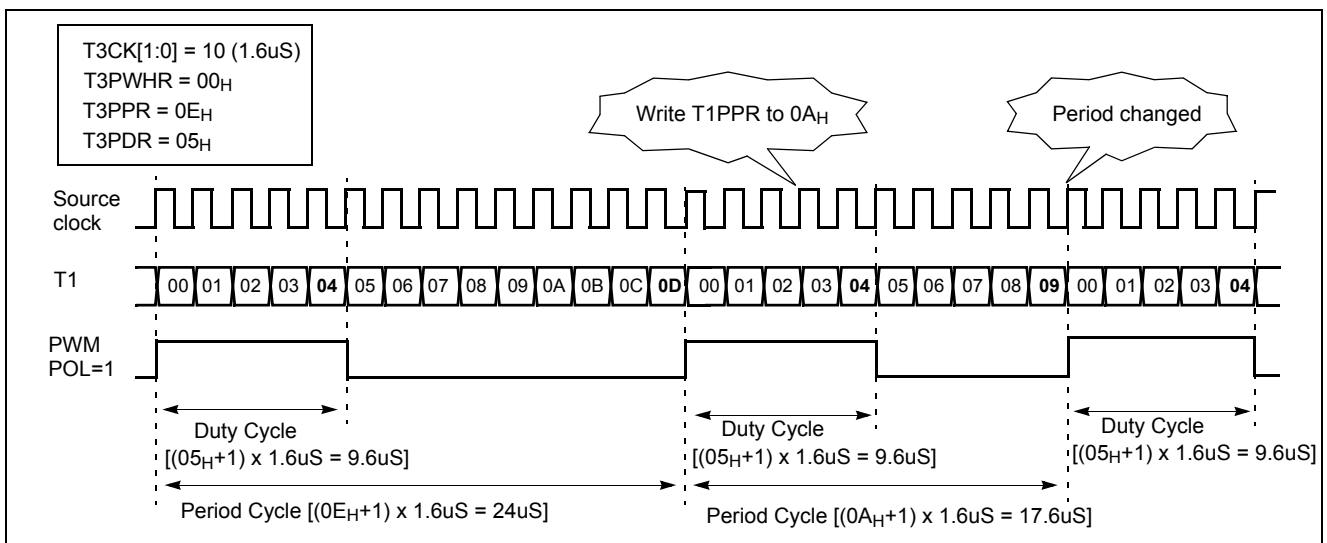 T3CK[1:0] = 10 (1.6uS)
T3PWHR = 00H
T3PPR = 0EH
T3PDR = 05H
Write T1PPR to 0AH
Period changed
Source
clock
T1
00 01 02 03 04 05 06 07 08 09 0A 0B 0C 0D 00 01 02 03 04 05 06 07 08 09 00 01 02 03 04
PWM
POL=1
Duty Cycle
[(05H+1) x 1.6uS = 9.6uS]
Duty Cycle
[(05H+1) x 1.6uS = 9.6uS]
Duty Cycle
[(05H+1) x 1.6uS = 9.6uS]
Period Cycle [(0EH+1) x 1.6uS = 24uS]
Period Cycle [(0AH+1) x 1.6uS = 17.6uS]